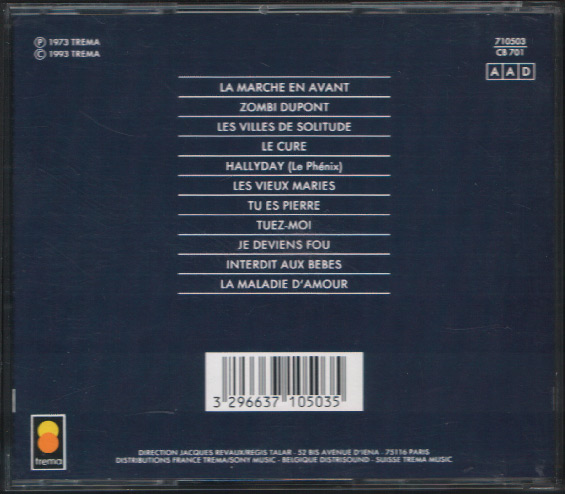 Ⓟ 1973 TREMA
© 1993 TREMA
710503
CB 701
A A D
LA MARCHE EN AVANT
ZOMBI DUPONT
LES VILLES DE SOLITUDE
LE CURE
HALLYDAY (Le Phénix)
LES VIEUX MARIES
TU ES PIERRE
TUEZ-MOI
JE DEVIENS FOU
INTERDIT AUX BEBES
LA MALADIE D'AMOUR
3 296637 105035
trema
DIRECTION JACQUES REVAUX/REGIS TALAR - 52 BIS AVENUE D'IENA - 75116 PARIS
DISTRIBUTIONS FRANCE TREMA/SONY MUSIC - BELGIQUE DISTRISOUND - SUISSE TREMA MUSIC